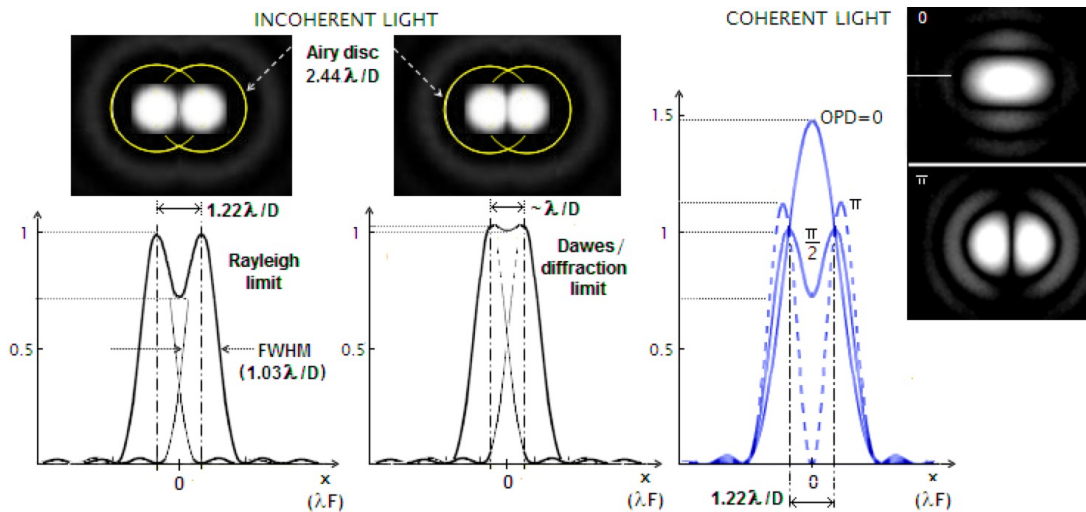 INCOHERENT LIGHT
Airy disc
2.44λ/D
1.22λ/D
1
0.5
Rayleigh
limit
FWHM
(1.03λ/D)
0
x
(λF)
~λ/D
1
0.5
Dawes/
diffraction
limit
0
x
(λF)
COHERENT LIGHT
1.5
1
0.5
OPD=0
π
π
2
0
x
(λF)
1.22λ/D
0
π